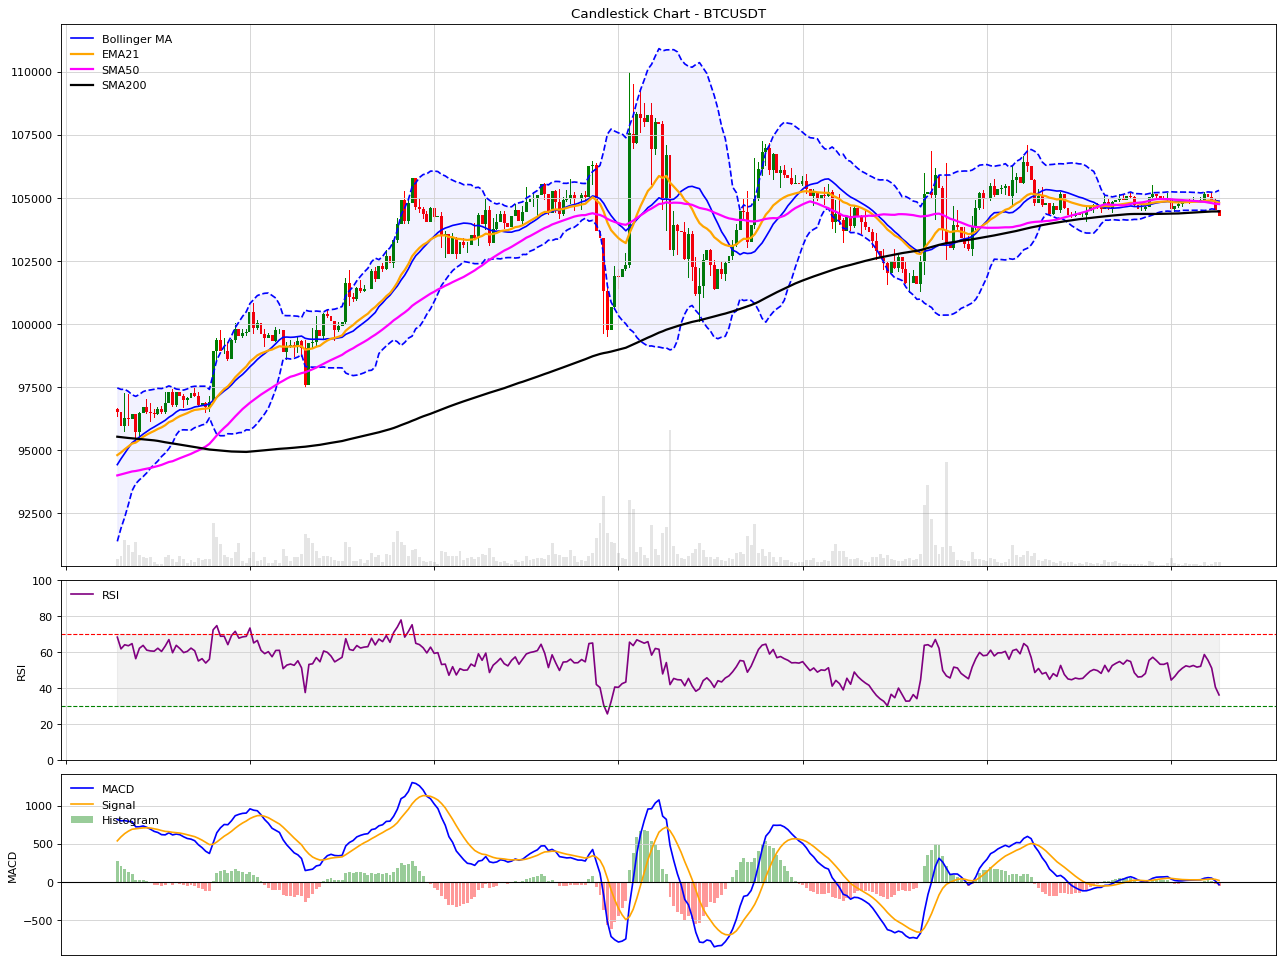 Candlestick Chart - BTCUSDT
Bollinger MA
EMA21
SMA50
SMA200
110000
107500
105000
102500
100000
97500
95000
92500
RSI
100
80
60
40
20
0
RSI
MACD
Signal
Histogram
1000
500
0
−500
MACD